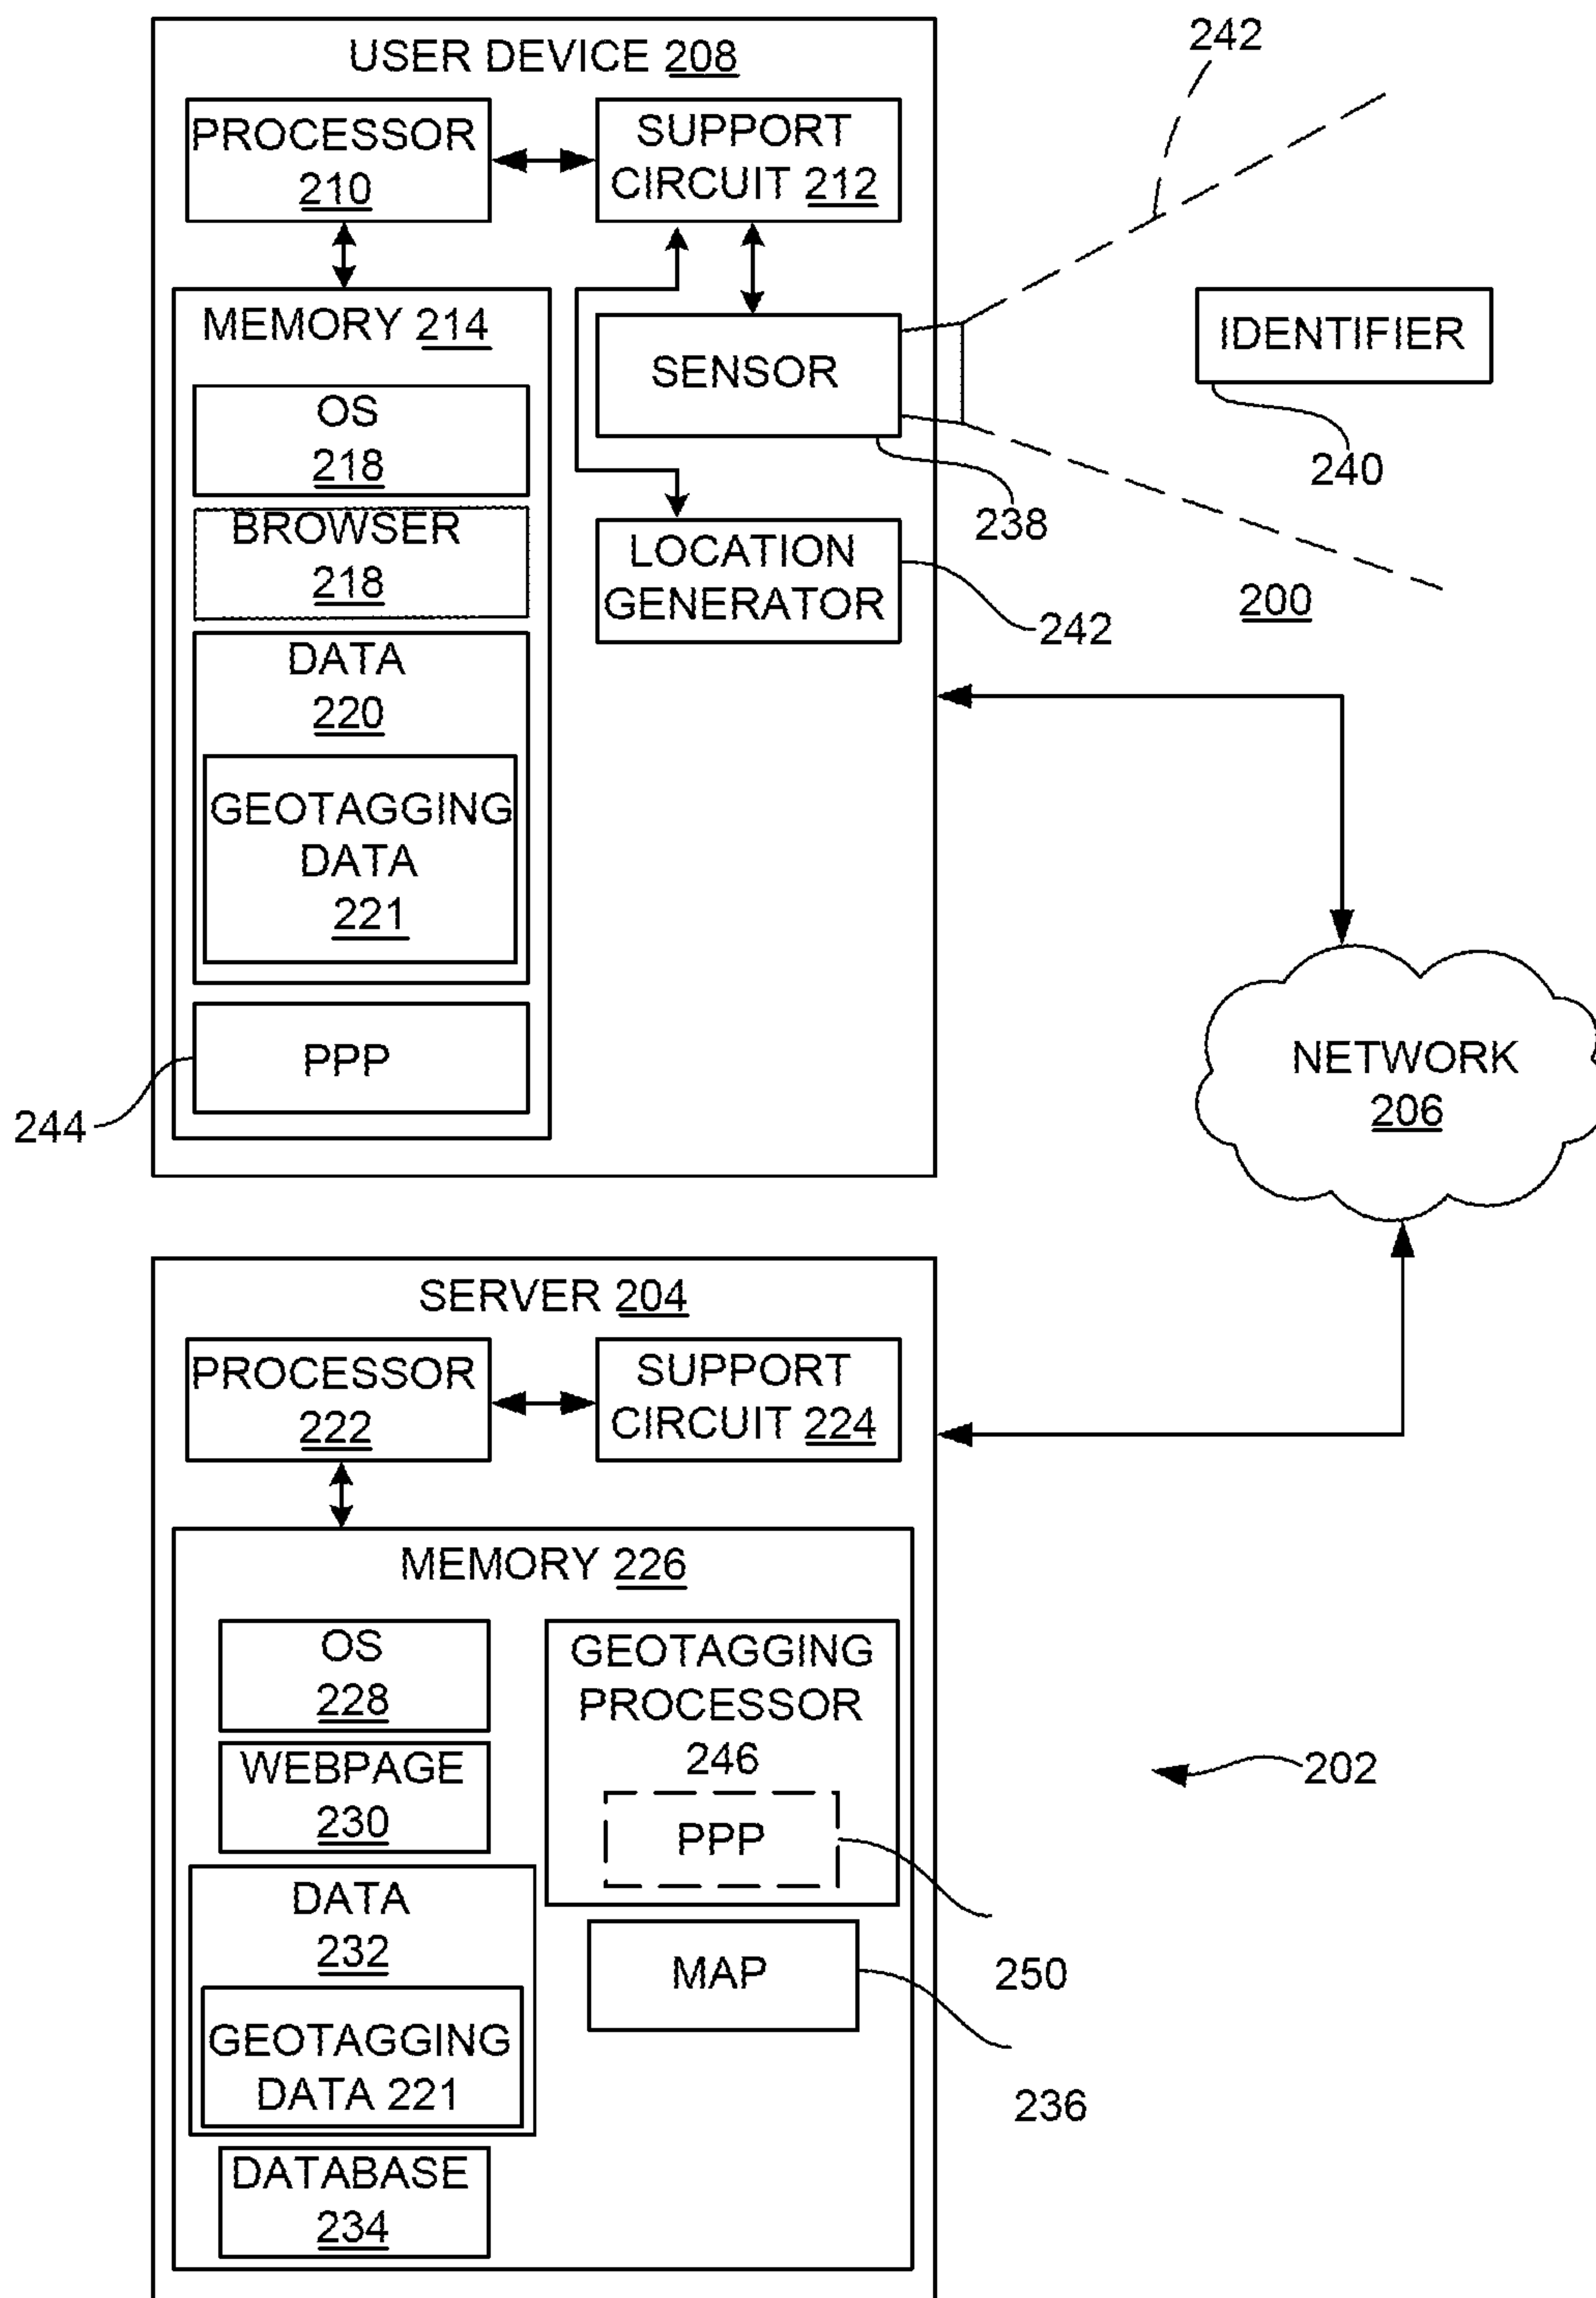 USER DEVICE 208
242
PROCESSOR
210
SUPPORT
CIRCUIT 212
MEMORY 214
OS
218
BROWSER
218
DATA
220
GEOTAGGING
DATA
221
PPP
244
SENSOR
238
IDENTIFIER
240
LOCATION
GENERATOR
242
200
NETWORK
206
SERVER 204
PROCESSOR
222
SUPPORT
CIRCUIT 224
MEMORY 226
OS
228
WEBPAGE
230
DATA
232
GEOTAGGING
DATA 221
DATABASE
234
GEOTAGGING
PROCESSOR
246
PPP
250
MAP
236
202